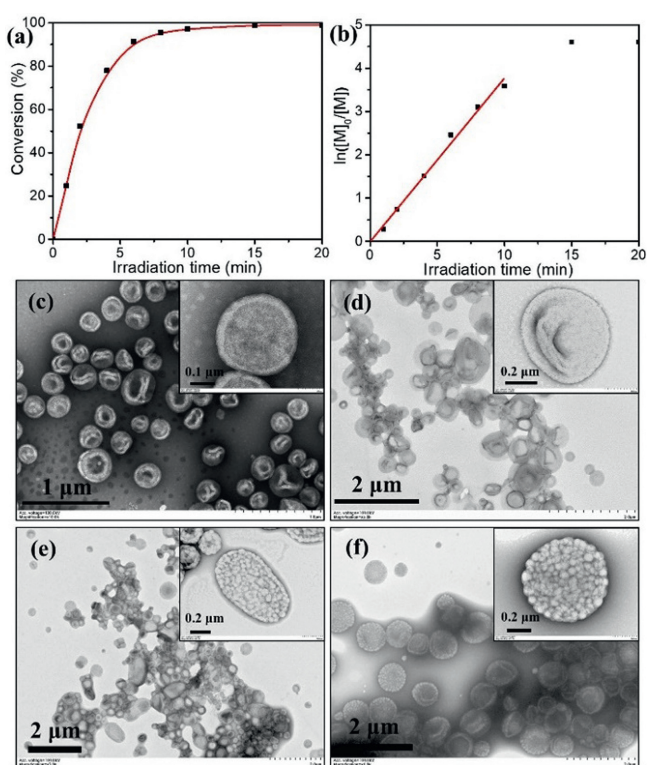 (a)
100
80
60
40
20
0
Conversion (%)
0 5 10 15 20
Irradiation time (min)
(b)
5
4
3
2
1
0
ln([M]₀/[M])
0 5 10 15 20
Irradiation time (min)
(c)
0.1 μm
1 μm
(d)
0.2 μm
2 μm
(e)
0.2 μm
2 μm
(f)
0.2 μm
2 μm